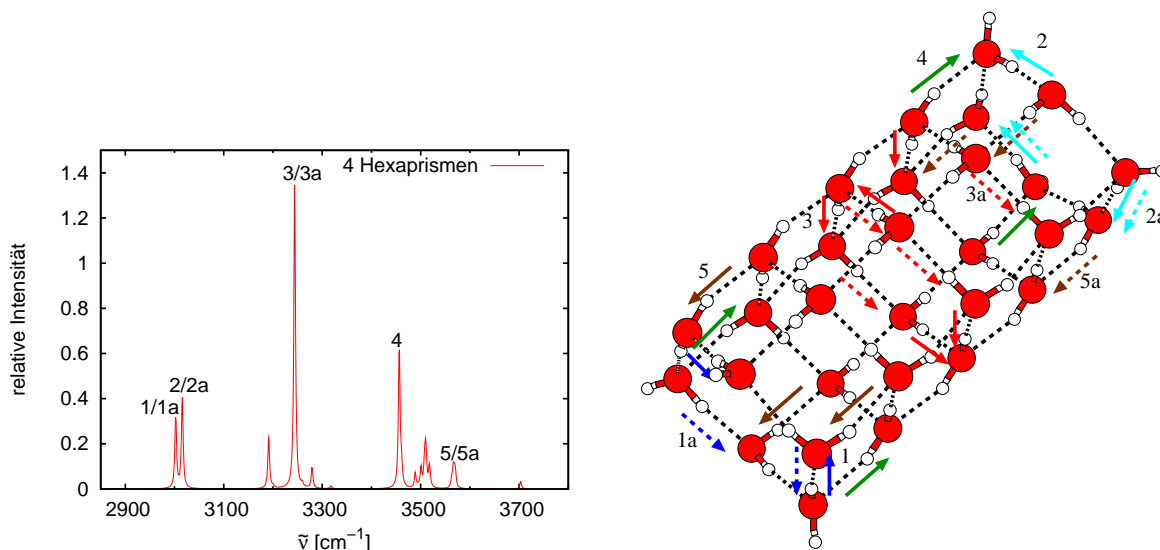 relative Intensität
1.4
1.2
1
0.8
0.6
0.4
0.2
0
2900
3100
3300
3500
3700
ν̃ [cm⁻¹]
4 Hexaprismen
3/3a
4
2/2a
1/1a
5/5a
2
4
3a
3
2a
5
5a
1a
1